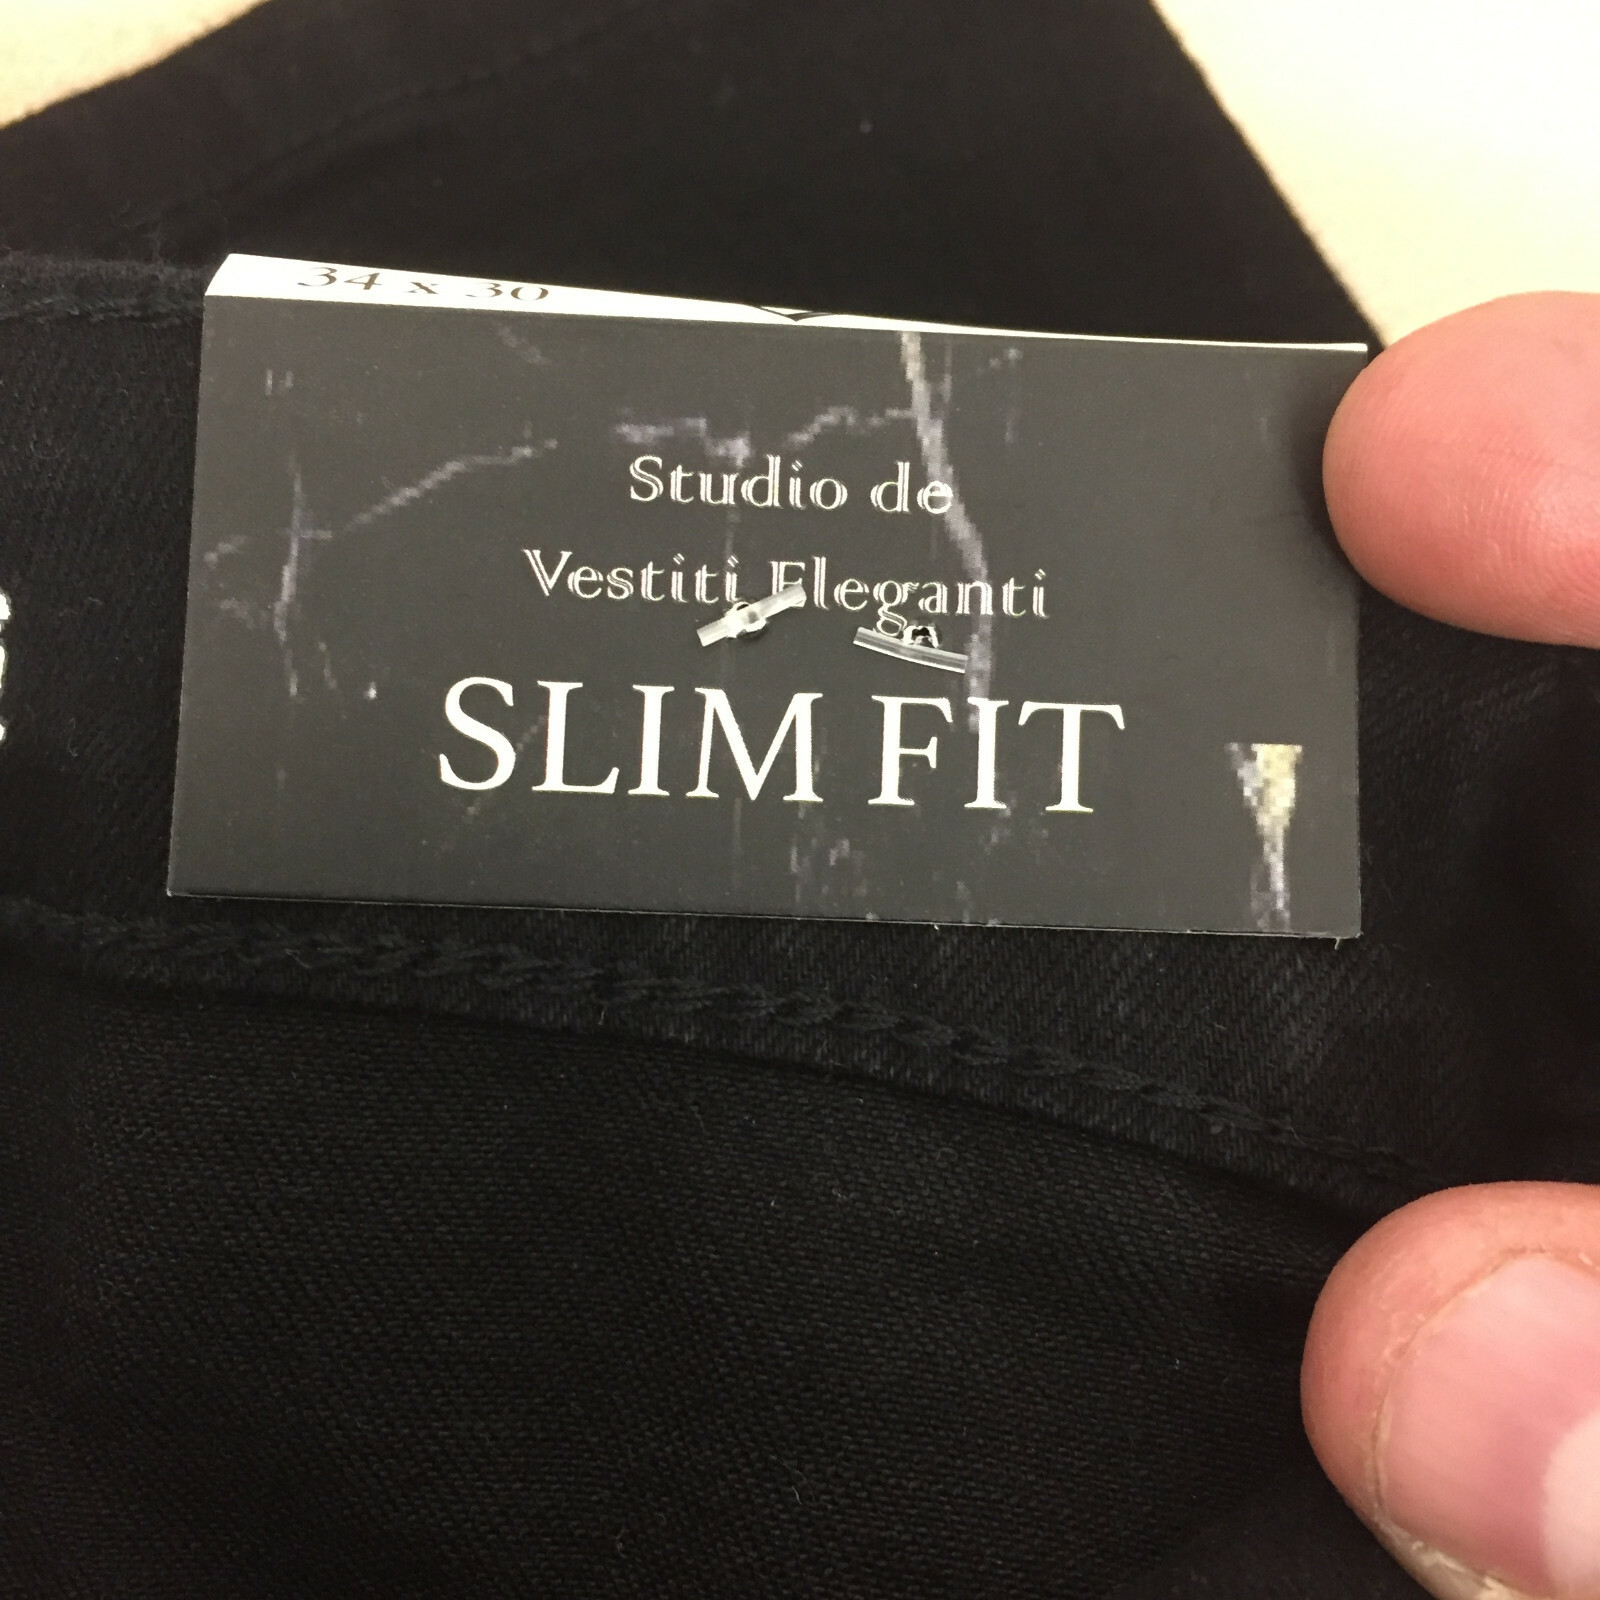 34 x 30
Studio de
Vestiti Eleganti
SLIM FIT